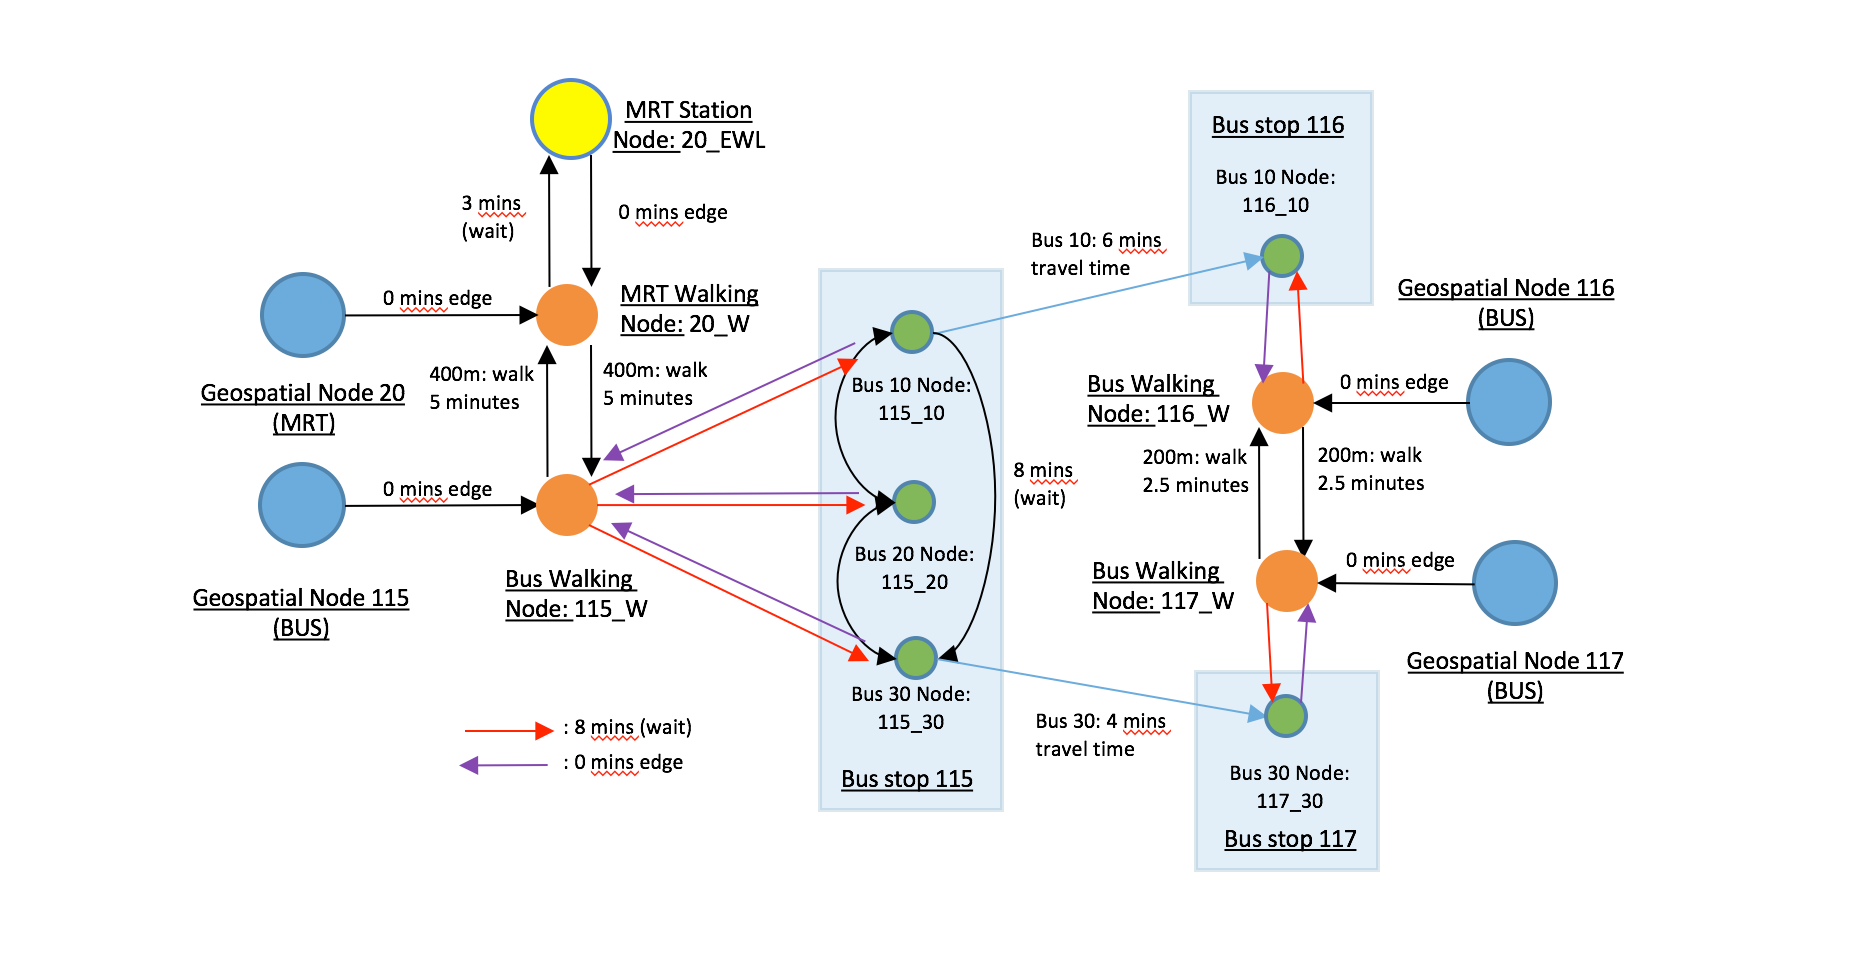 MRT Station
Node: 20_EWL
3 mins
(wait)
0 mins edge
0 mins edge
MRT Walking
Node: 20_W
Geospatial Node 20
(MRT)
400m: walk
5 minutes
400m: walk
5 minutes
0 mins edge
Geospatial Node 115
(BUS)
Bus Walking
Node: 115_W
: 8 mins (wait)
: 0 mins edge
Bus 10 Node:
115_10
Bus 20 Node:
115_20
Bus 30 Node:
115_30
Bus stop 115
8 mins
(wait)
Bus 10: 6 mins
travel time
Bus 30: 4 mins
travel time
Bus stop 116
Bus 10 Node:
116_10
Geospatial Node 116
(BUS)
Bus Walking
Node: 116_W
0 mins edge
200m: walk
2.5 minutes
200m: walk
2.5 minutes
Bus Walking
Node: 117_W
0 mins edge
Geospatial Node 117
(BUS)
Bus 30 Node:
117_30
Bus stop 117